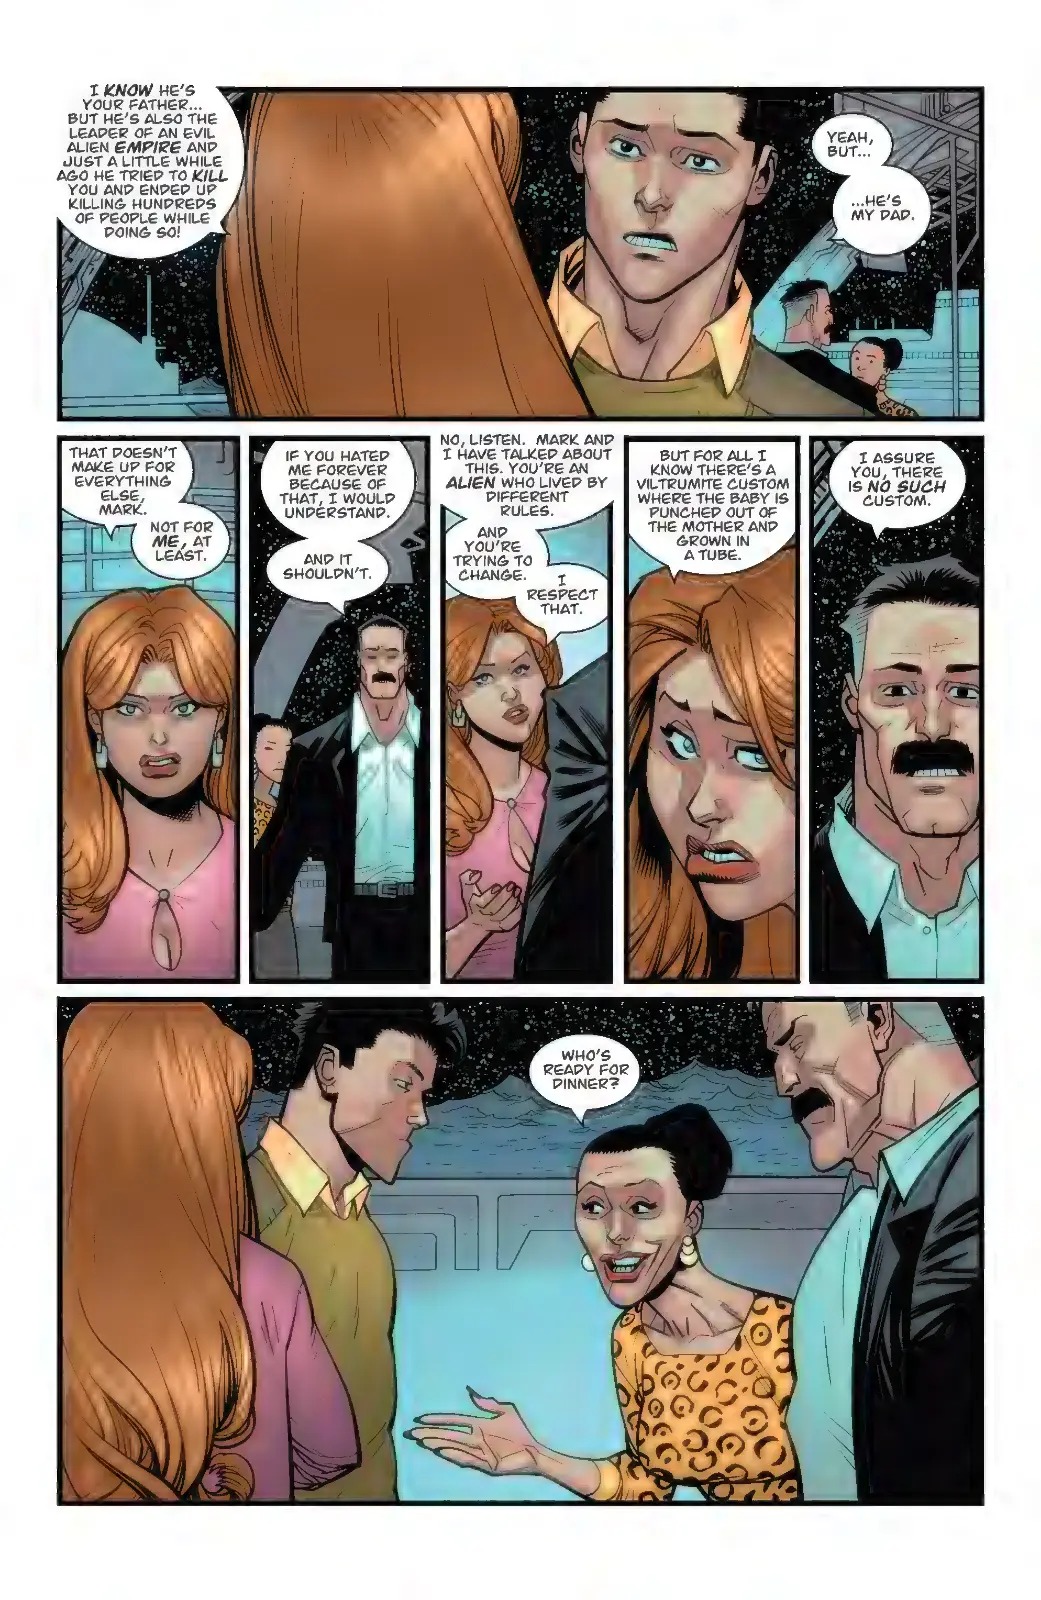 I KNOW HE'S
YOUR FATHER...
BUT HE'S ALSO THE
LEADER OF AN EVIL
ALIEN EMPIRE AND
JUST A LITTLE WHILE
AGO HE TRIED TO KILL
YOU AND ENDED UP
KILLING HUNDREDS
OF PEOPLE WHILE
DOING SO!
YEAH,
BUT...
...HE'S
MY DAD.
THAT DOESN'T
MAKE UP FOR
EVERYTHING
ELSE,
MARK.
NOT FOR
ME, AT
LEAST.
IF YOU HATED
ME FOREVER
BECAUSE OF
THAT, I WOULD
UNDERSTAND.
AND IT
SHOULDN'T.
NO, LISTEN. MARK AND
I HAVE TALKED ABOUT
THIS. YOU'RE AN
ALIEN WHO LIVED BY
DIFFERENT
RULES.
AND
YOU'RE
TRYING TO
CHANGE.
I
RESPECT
THAT.
BUT FOR ALL I
KNOW THERE'S A
VILTRUMITE CUSTOM
WHERE THE BABY IS
PUNCHED OUT OF
THE MOTHER AND
GROWN IN
A TUBE.
I ASSURE
YOU, THERE
IS NO SUCH
CUSTOM.
WHO'S
READY FOR
DINNER?